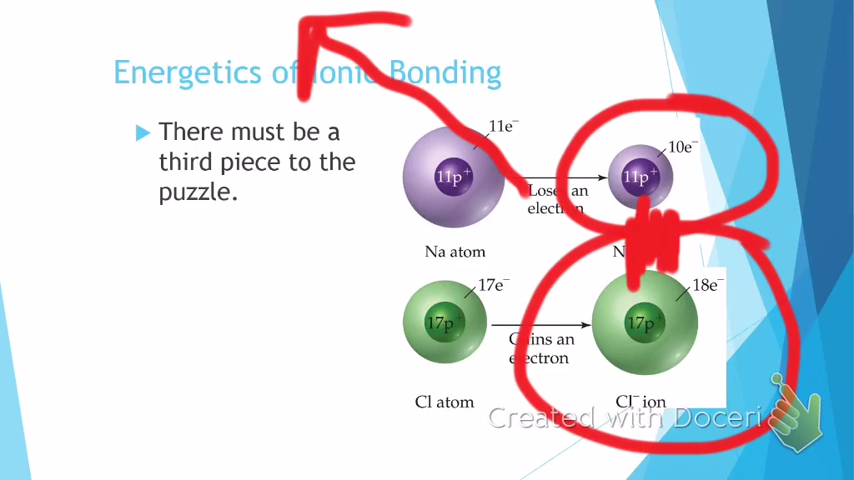 Energetics of Ionic Bonding
There must be a
third piece to the
puzzle.
11e⁻
11p⁺
Loses an
electron
10e⁻
11p⁺
Na atom
17e⁻
17p⁺
Gains an
electron
18e⁻
17p⁺
Cl atom
Cl⁻ ion
Created with Doceri